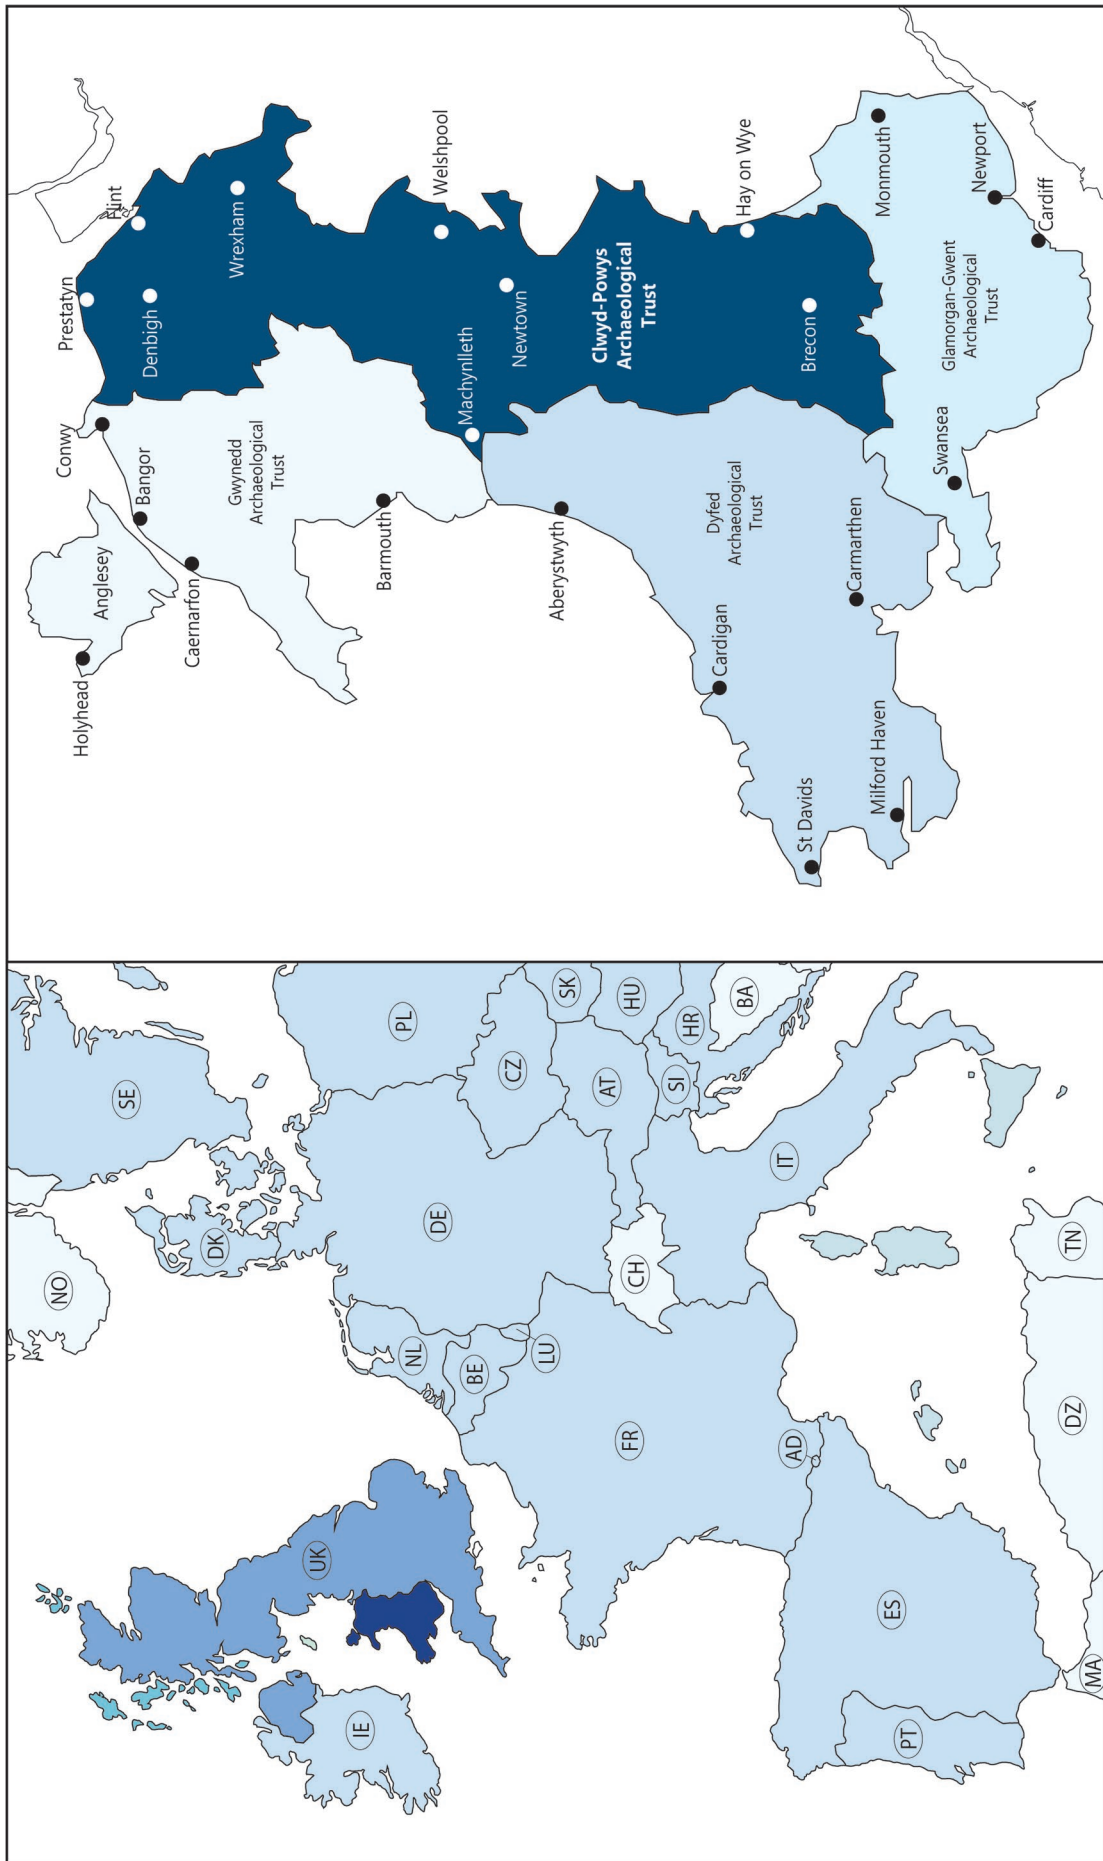 NO
SE
DK
UK
IE
NL
DE
PL
BE
CZ
LU
SK
AT
CH
HU
FR
SI
HR
BA
AD
IT
ES
PT
MA
DZ
TN
Holyhead
Anglesey
Conwy
Prestatyn
Flint
Bangor
Denbigh
Caernarfon
Wrexham
Gwynedd
Archaeological
Trust
Barmouth
Welshpool
Machynlleth
Newtown
Aberystwyth
Clwyd-Powys
Archaeological
Trust
Cardigan
Dyfed
Archaeological
Trust
Hay on Wye
St Davids
Brecon
Carmarthen
Milford Haven
Monmouth
Swansea
Glamorgan-Gwent
Archaeological
Trust
Newport
Cardiff